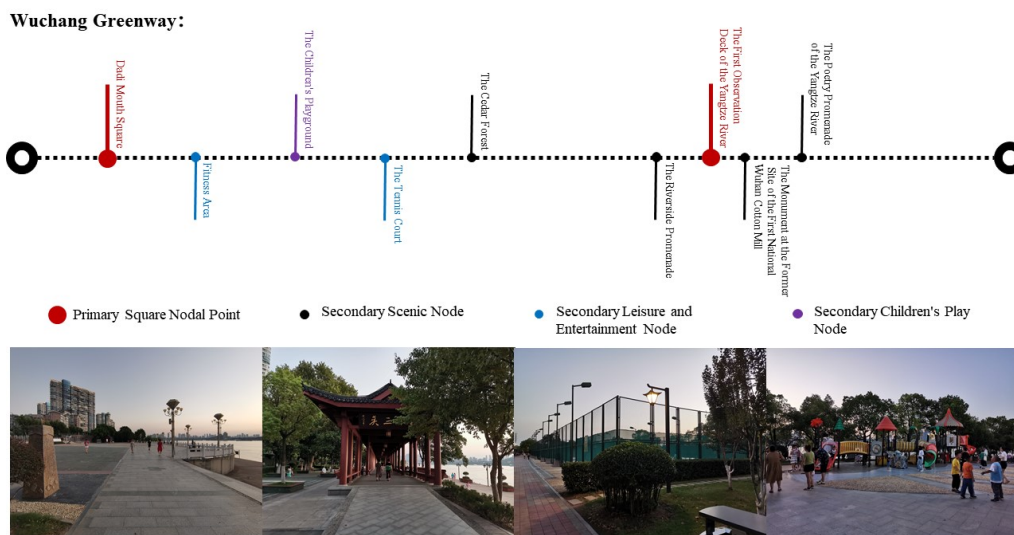 Wuchang Greenway:
Dadi Mouth Square
Fitness Area
The Children's Playground
The Tennis Court
The Cedar Forest
The Riverside Promenade
The First Observation
Deck of the Yangtze River
The Monument at the Former
Site of the First National
Wuhan Cotton Mill
The Poetry Promenade
of the Yangtze River
Primary Square Nodal Point
Secondary Scenic Node
Secondary Leisure and
Entertainment Node
Secondary Children's Play
Node